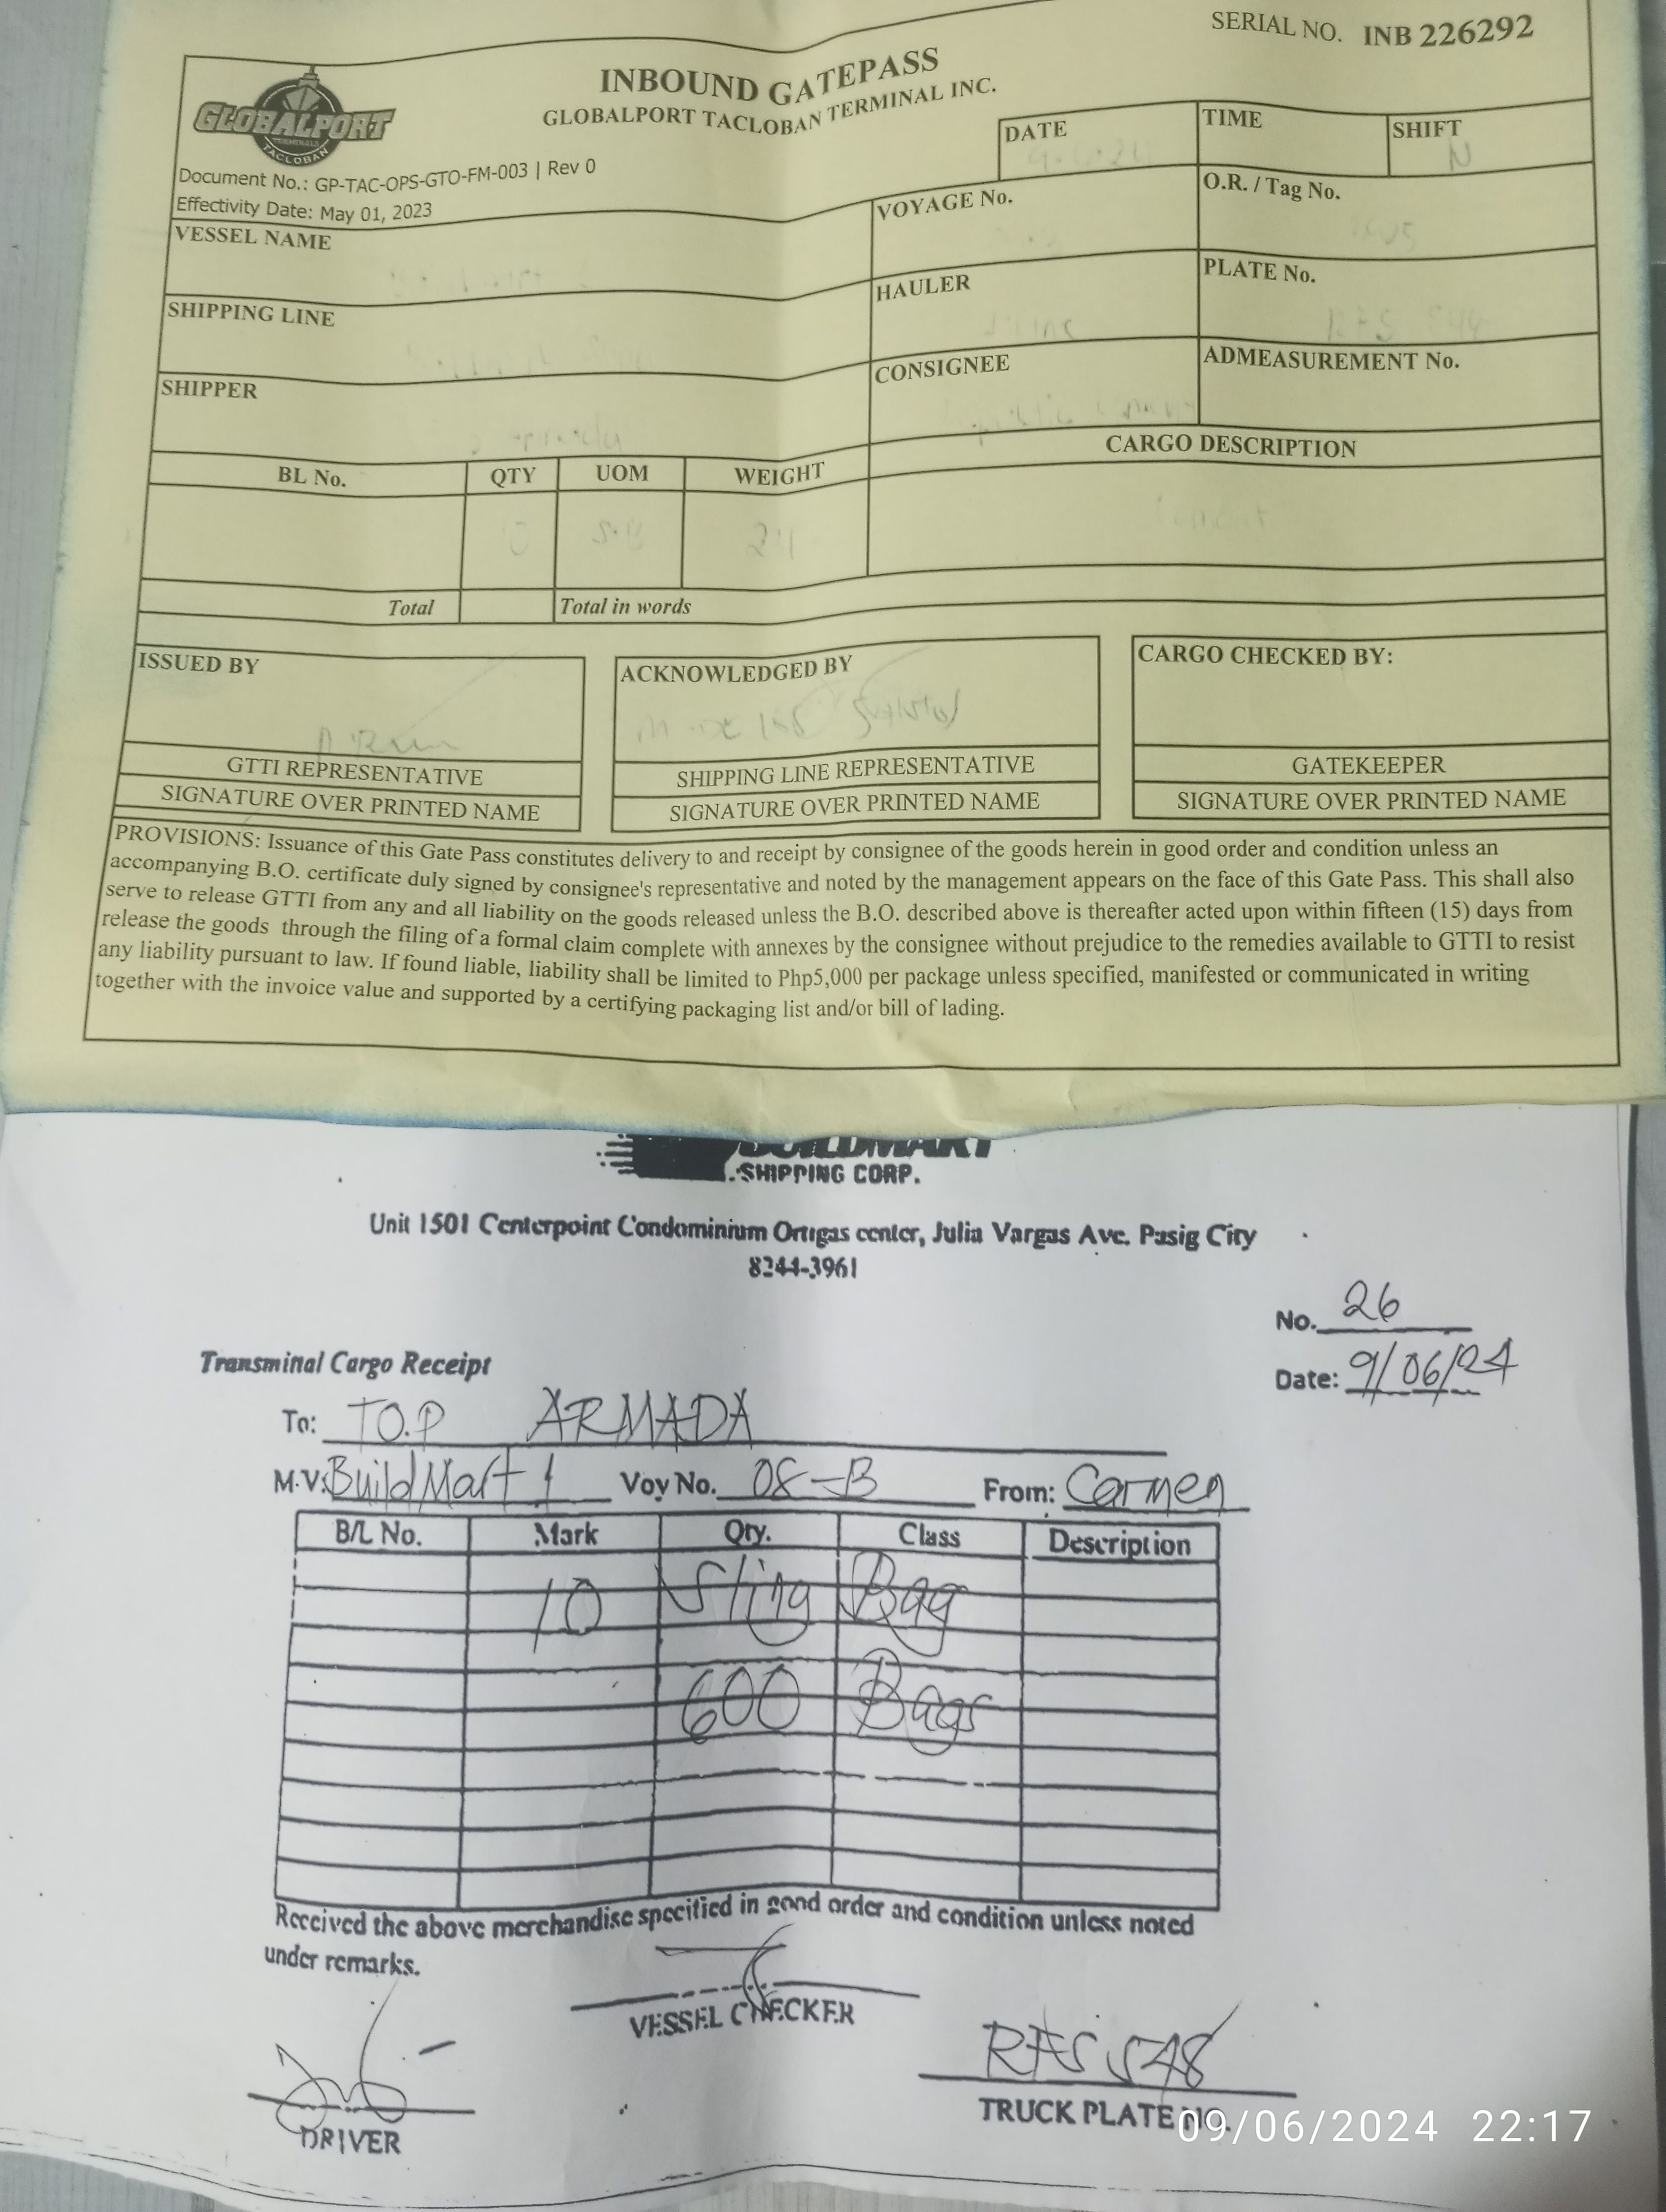 SERIAL NO. INB 226292
INBOUND GATEPASS
GLOBALPORT TACLOBAN TERMINAL INC.
GLOBALPORT
TERMINALS
TACLOBAN
DATE
TIME
SHIFT
N
Document No.: GP-TAC-OPS-GTO-FM-003 | Rev 0
Effectivity Date: May 01, 2023
VESSEL NAME
VOYAGE No.
O.R. / Tag No.
SHIPPING LINE
HAULER
PLATE No.
SHIPPER
CONSIGNEE
ADMEASUREMENT No.
BL No. QTY UOM WEIGHT CARGO DESCRIPTION
Total
Total in words
ISSUED BY
ACKNOWLEDGED BY
CARGO CHECKED BY:
GTTI REPRESENTATIVE
SHIPPING LINE REPRESENTATIVE
GATEKEEPER
SIGNATURE OVER PRINTED NAME
SIGNATURE OVER PRINTED NAME
SIGNATURE OVER PRINTED NAME
PROVISIONS: Issuance of this Gate Pass constitutes delivery to and receipt by consignee of the goods herein in good order and condition unless an
accompanying B.O. certificate duly signed by consignee's representative and noted by the management appears on the face of this Gate Pass. This shall also
serve to release GTTI from any and all liability on the goods released unless the B.O. described above is thereafter acted upon within fifteen (15) days from
release the goods through the filing of a formal claim complete with annexes by the consignee without prejudice to the remedies available to GTTI to resist
any liability pursuant to law. If found liable, liability shall be limited to Php5,000 per package unless specified, manifested or communicated in writing
together with the invoice value and supported by a certifying packaging list and/or bill of lading.
BUILDMART
SHIPPING CORP.
Unit 1501 Centerpoint Condominium Ortigas center, Julia Vargas Ave. Pasig City
8244-3961
No. 26
Date: 9/06/24
Transminal Cargo Receipt
To: T.O.P ARMADA
M.V: BuildMart 1 Voy No. 08-B From: Carmen
B/L No. Mark Qty. Class Description
10 Sling Bag
600 Bags
Received the above merchandise specified in good order and condition unless noted
under remarks.
VESSEL CHECKER
DRIVER
TRUCK PLATE NO.
09/06/2024 22:17